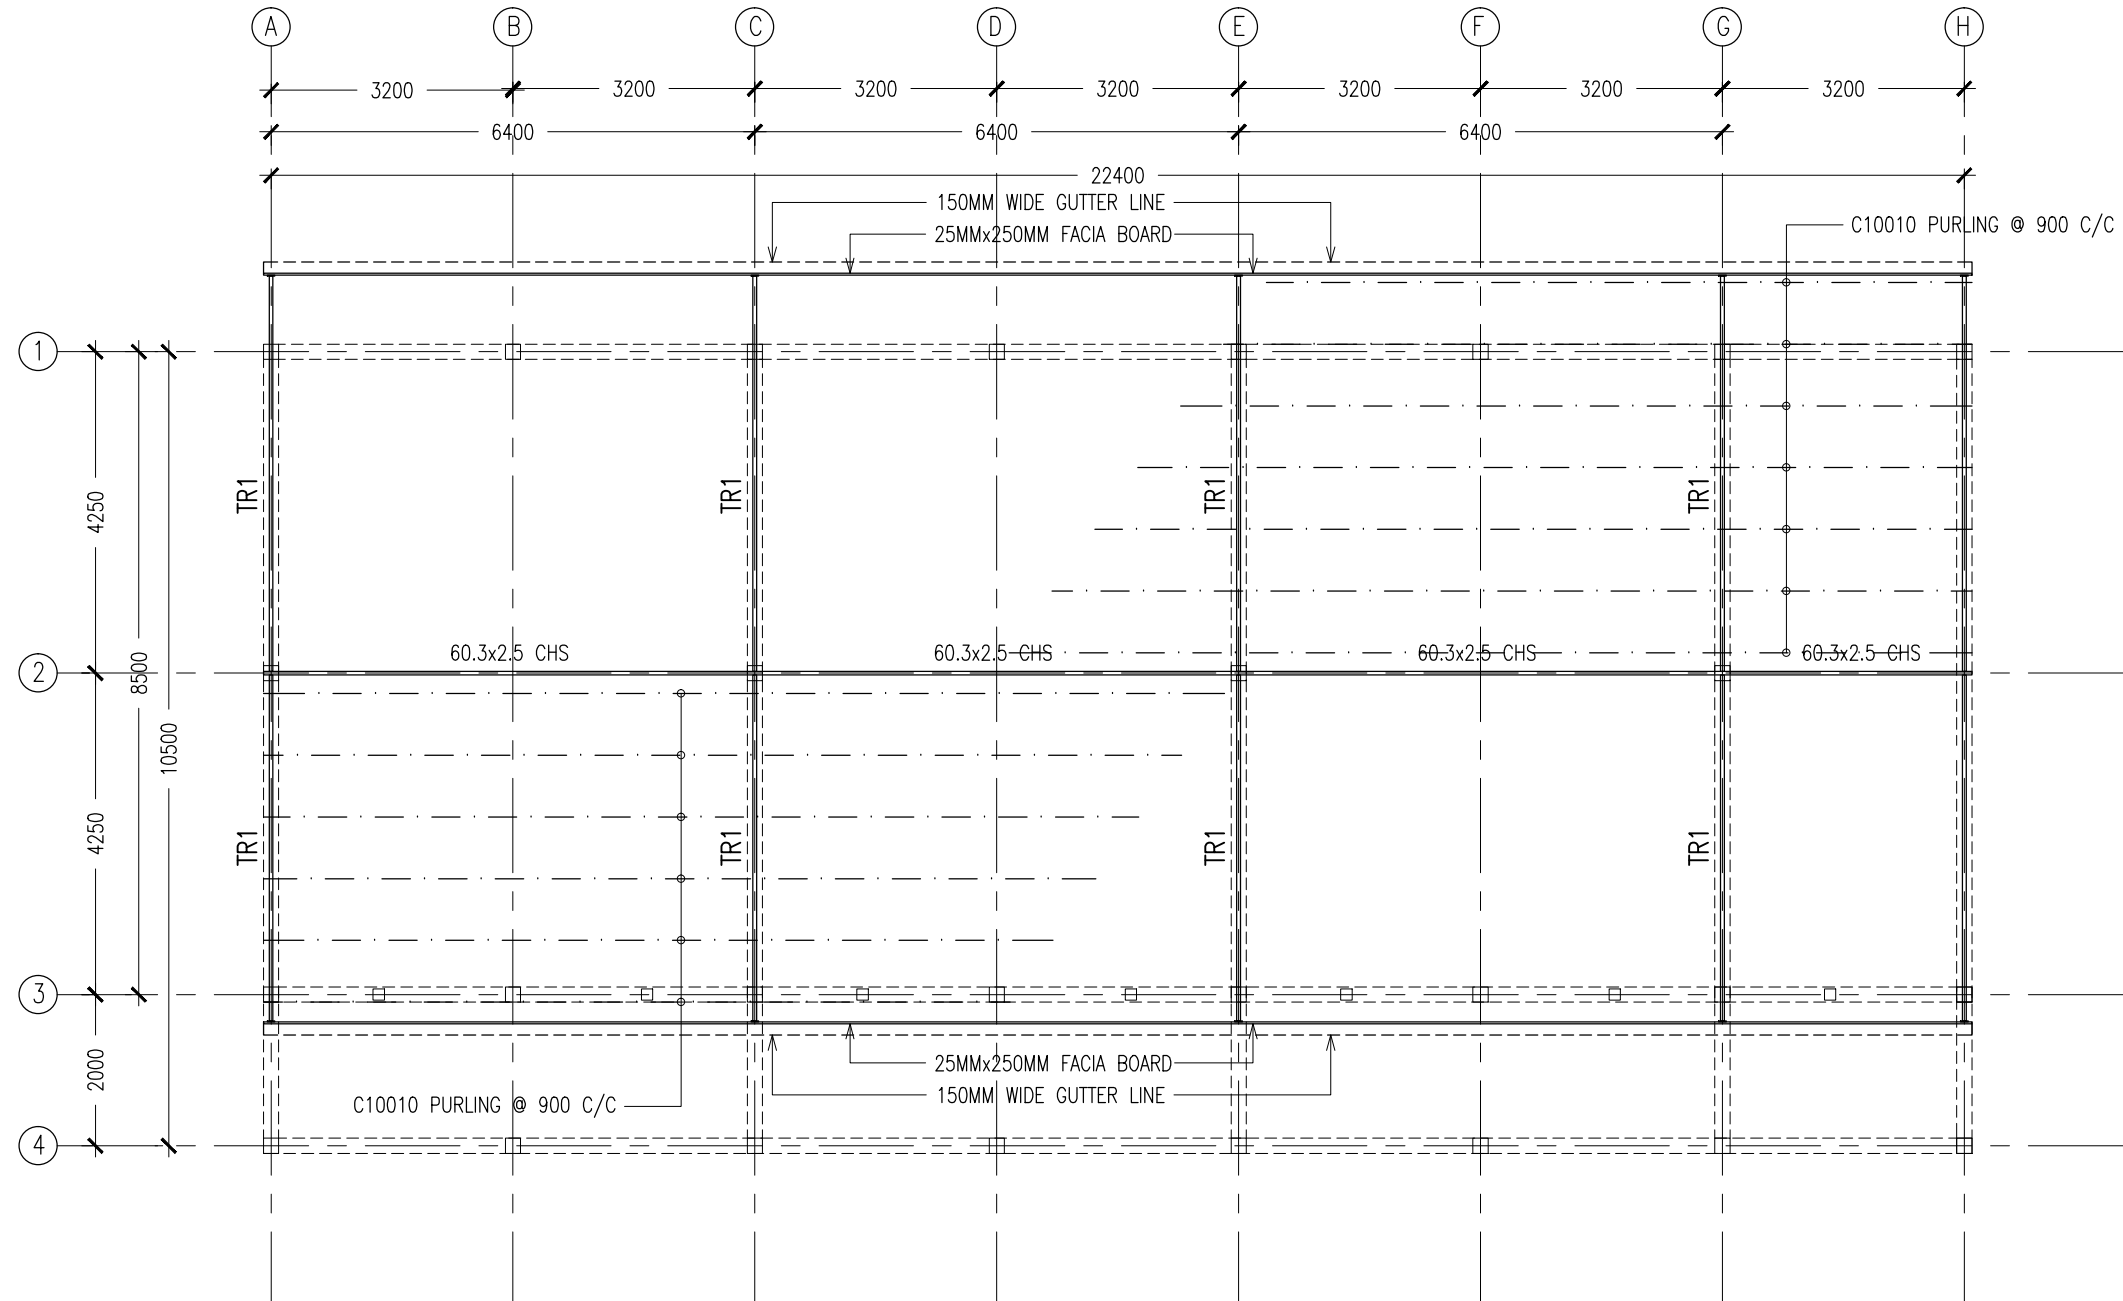 A B C D E F G H
3200 3200 3200 3200 3200 3200 3200
6400 6400 6400
22400
150MM WIDE GUTTER LINE
C10010 PURLING @ 900 C/C
25MMx250MM FACIA BOARD
1
4250
TR1 TR1 TR1 TR1
60.3x2.5 CHS 60.3x2.5 CHS 60.3x2.5 CHS 60.3x2.5 CHS
2
8500
10500
4250
TR1 TR1 TR1 TR1
3
2000
25MMx250MM FACIA BOARD
150MM WIDE GUTTER LINE
C10010 PURLING @ 900 C/C
4